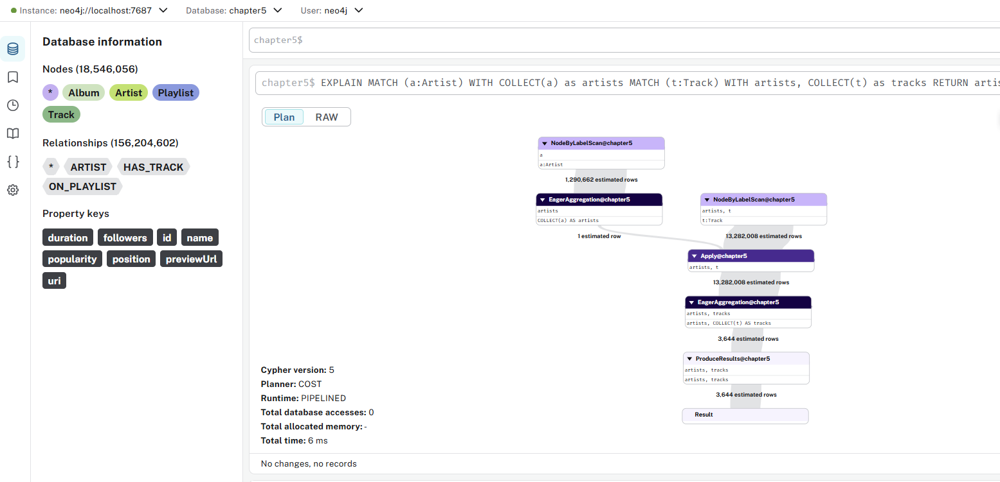 Instance: neo4j://localhost:7687 Database: chapter5 User: neo4j
Database information
Nodes (18,546,056)
* Album Artist Playlist
Track
Relationships (156,204,602)
* ARTIST HAS_TRACK
ON_PLAYLIST
Property keys
duration followers id name
popularity position previewUrl
uri
chapter5$
chapter5$ EXPLAIN MATCH (a:Artist) WITH COLLECT(a) as artists MATCH (t:Track) WITH artists, COLLECT(t) as tracks RETURN artis
Plan RAW
NodeByLabelScan@chapter5
a
a:Artist
1,290,662 estimated rows
EagerAggregation@chapter5
artists
COLLECT(a) AS artists
1 estimated row
NodeByLabelScan@chapter5
artists, t
t:Track
13,282,008 estimated rows
Apply@chapter5
artists, t
13,282,008 estimated rows
EagerAggregation@chapter5
artists, tracks
artists, COLLECT(t) AS tracks
3,644 estimated rows
ProduceResults@chapter5
artists, tracks
artists, tracks
3,644 estimated rows
Result
Cypher version: 5
Planner: COST
Runtime: PIPELINED
Total database accesses: 0
Total allocated memory: -
Total time: 6 ms
No changes, no records